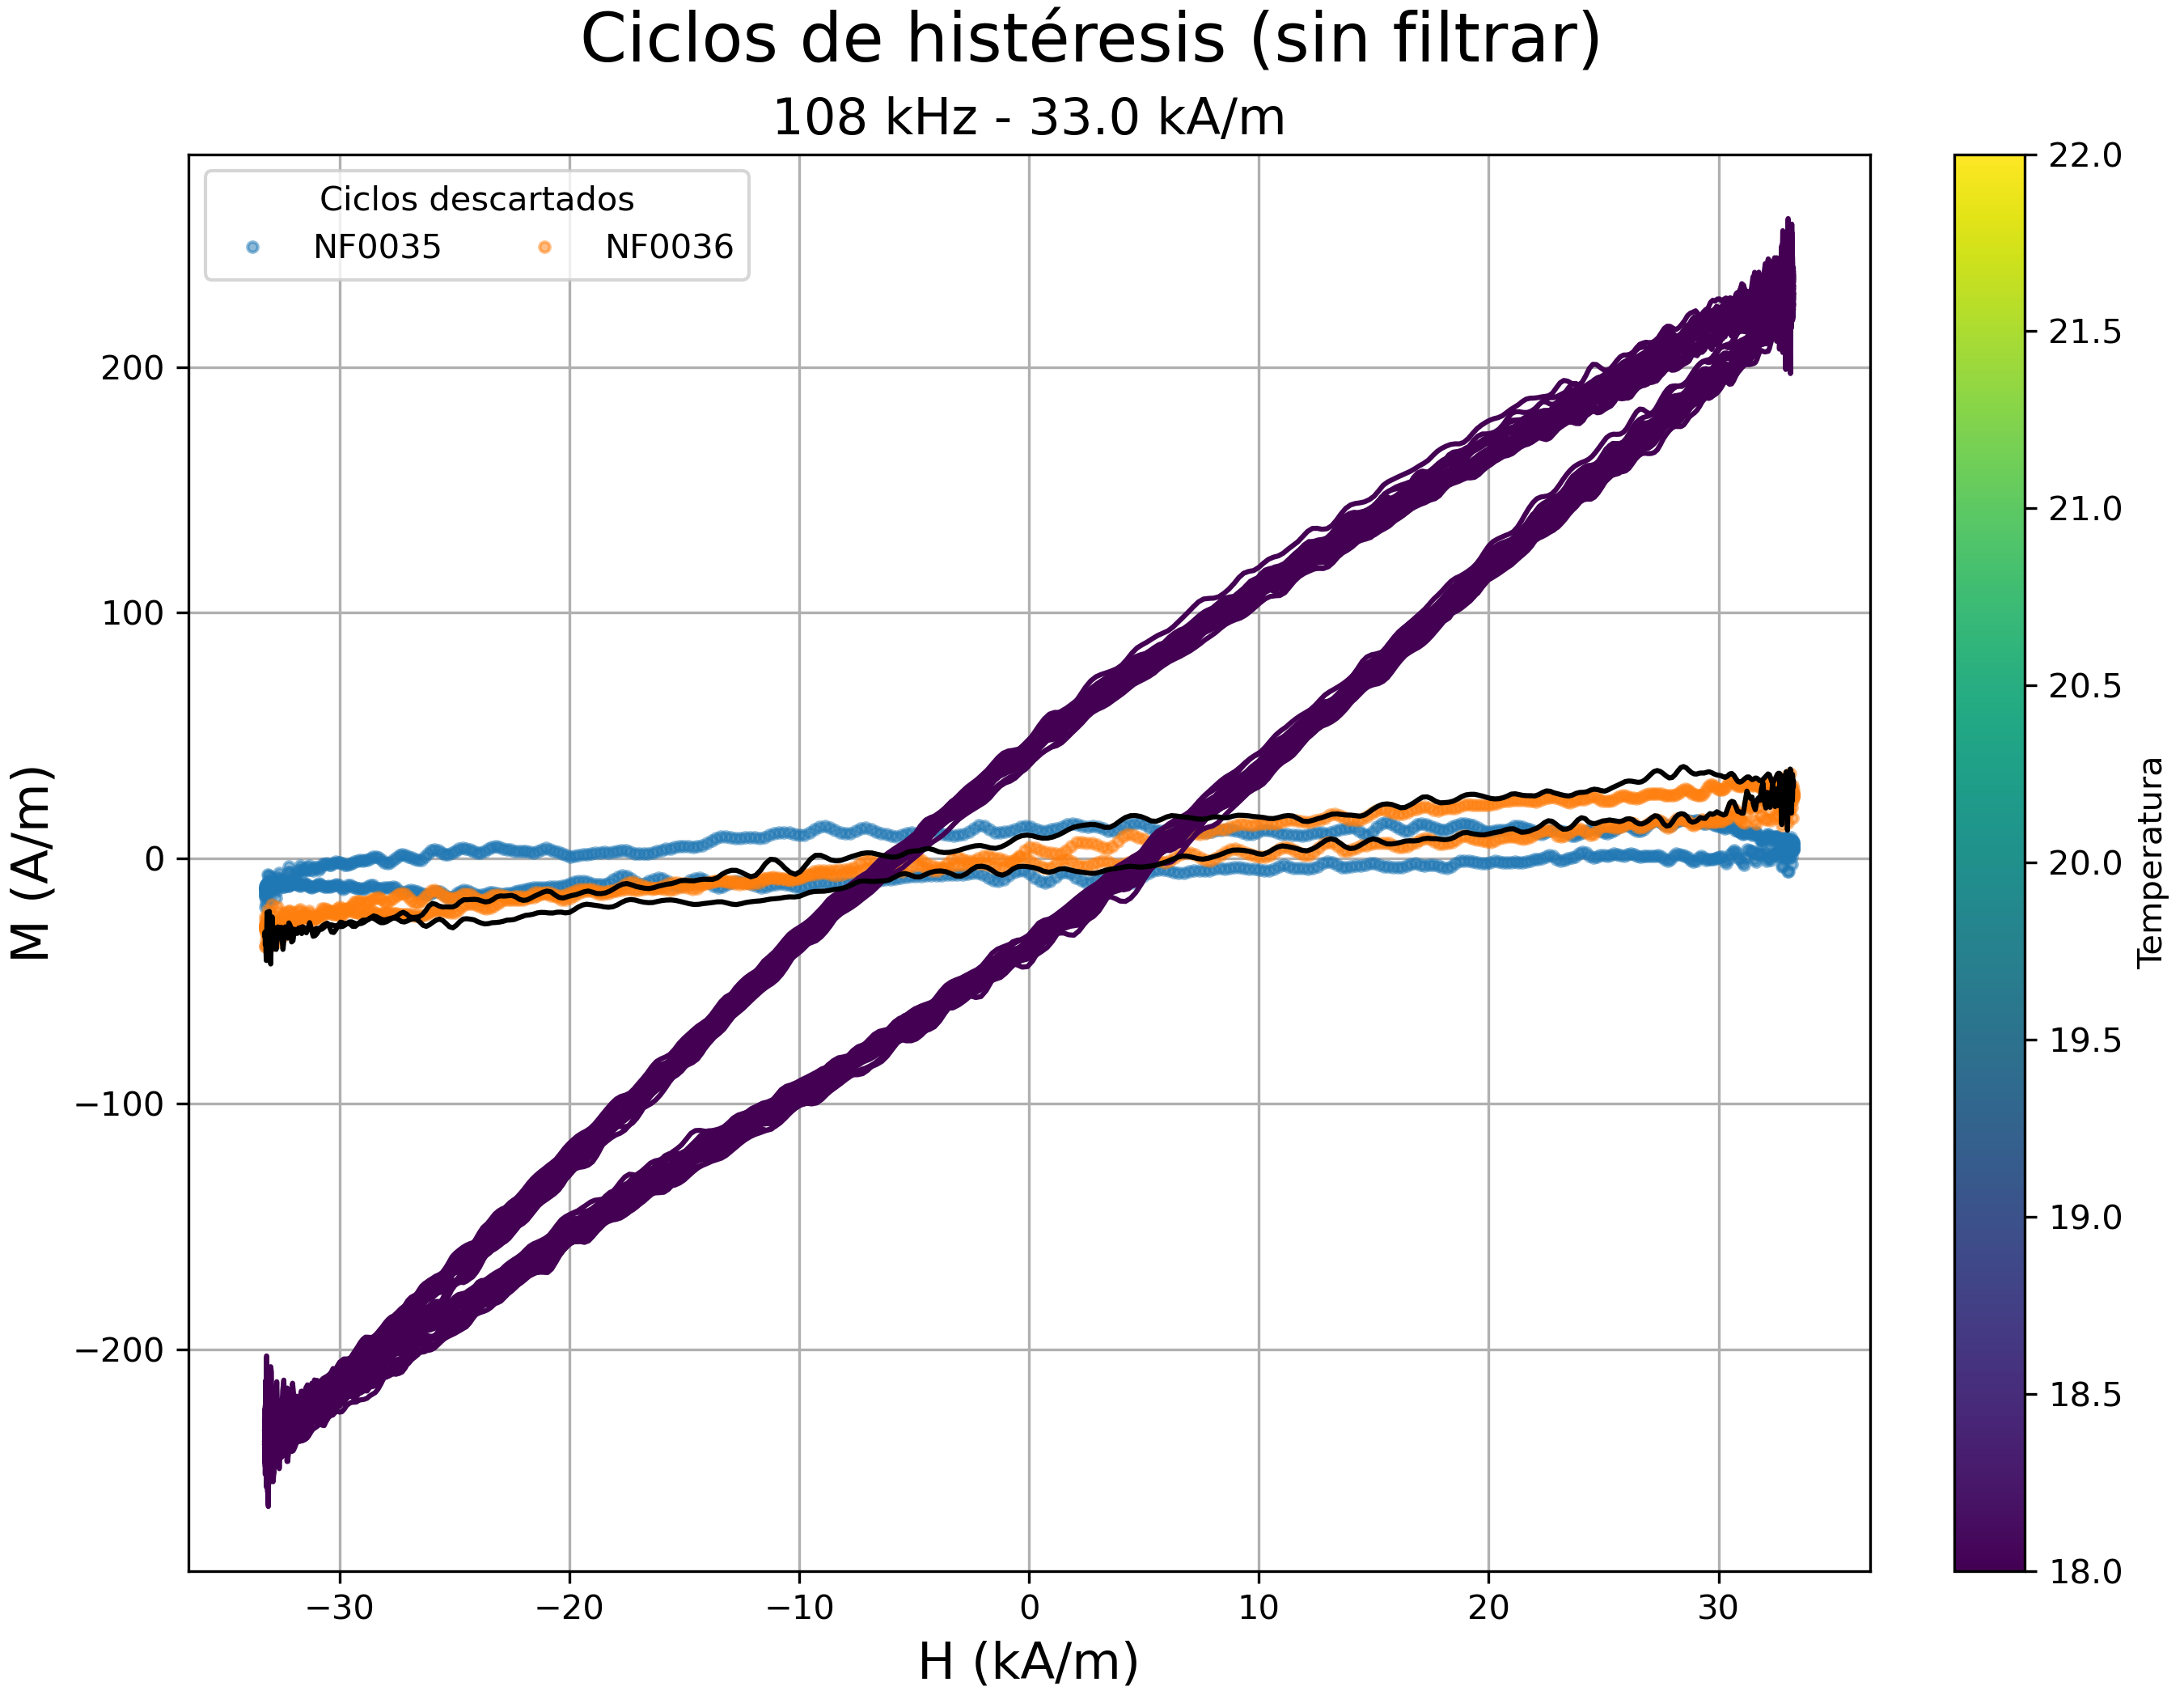 Ciclos de histéresis (sin filtrar)
108 kHz - 33.0 kA/m
Ciclos descartados
NF0035 NF0036
M (A/m)
200
100
0
−100
−200
−30 −20 −10 0 10 20 30
H (kA/m)
22.0
21.5
21.0
20.5
20.0
19.5
19.0
18.5
18.0
Temperatura